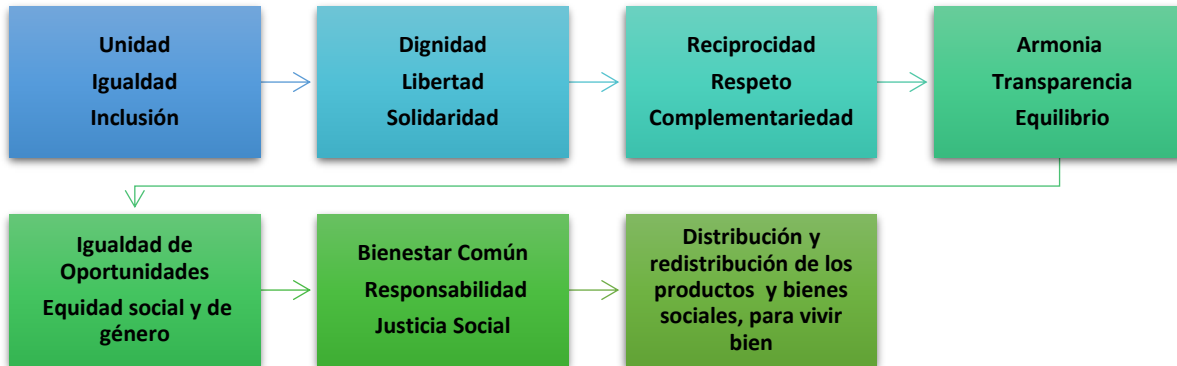 Unidad
Igualdad
Inclusión
Dignidad
Libertad
Solidaridad
Reciprocidad
Respeto
Complementariedad
Armonia
Transparencia
Equilibrio
Igualdad de
Oportunidades
Equidad social y de
género
Bienestar Común
Responsabilidad
Justicia Social
Distribución y
redistribución de los
productos y bienes
sociales, para vivir
bien